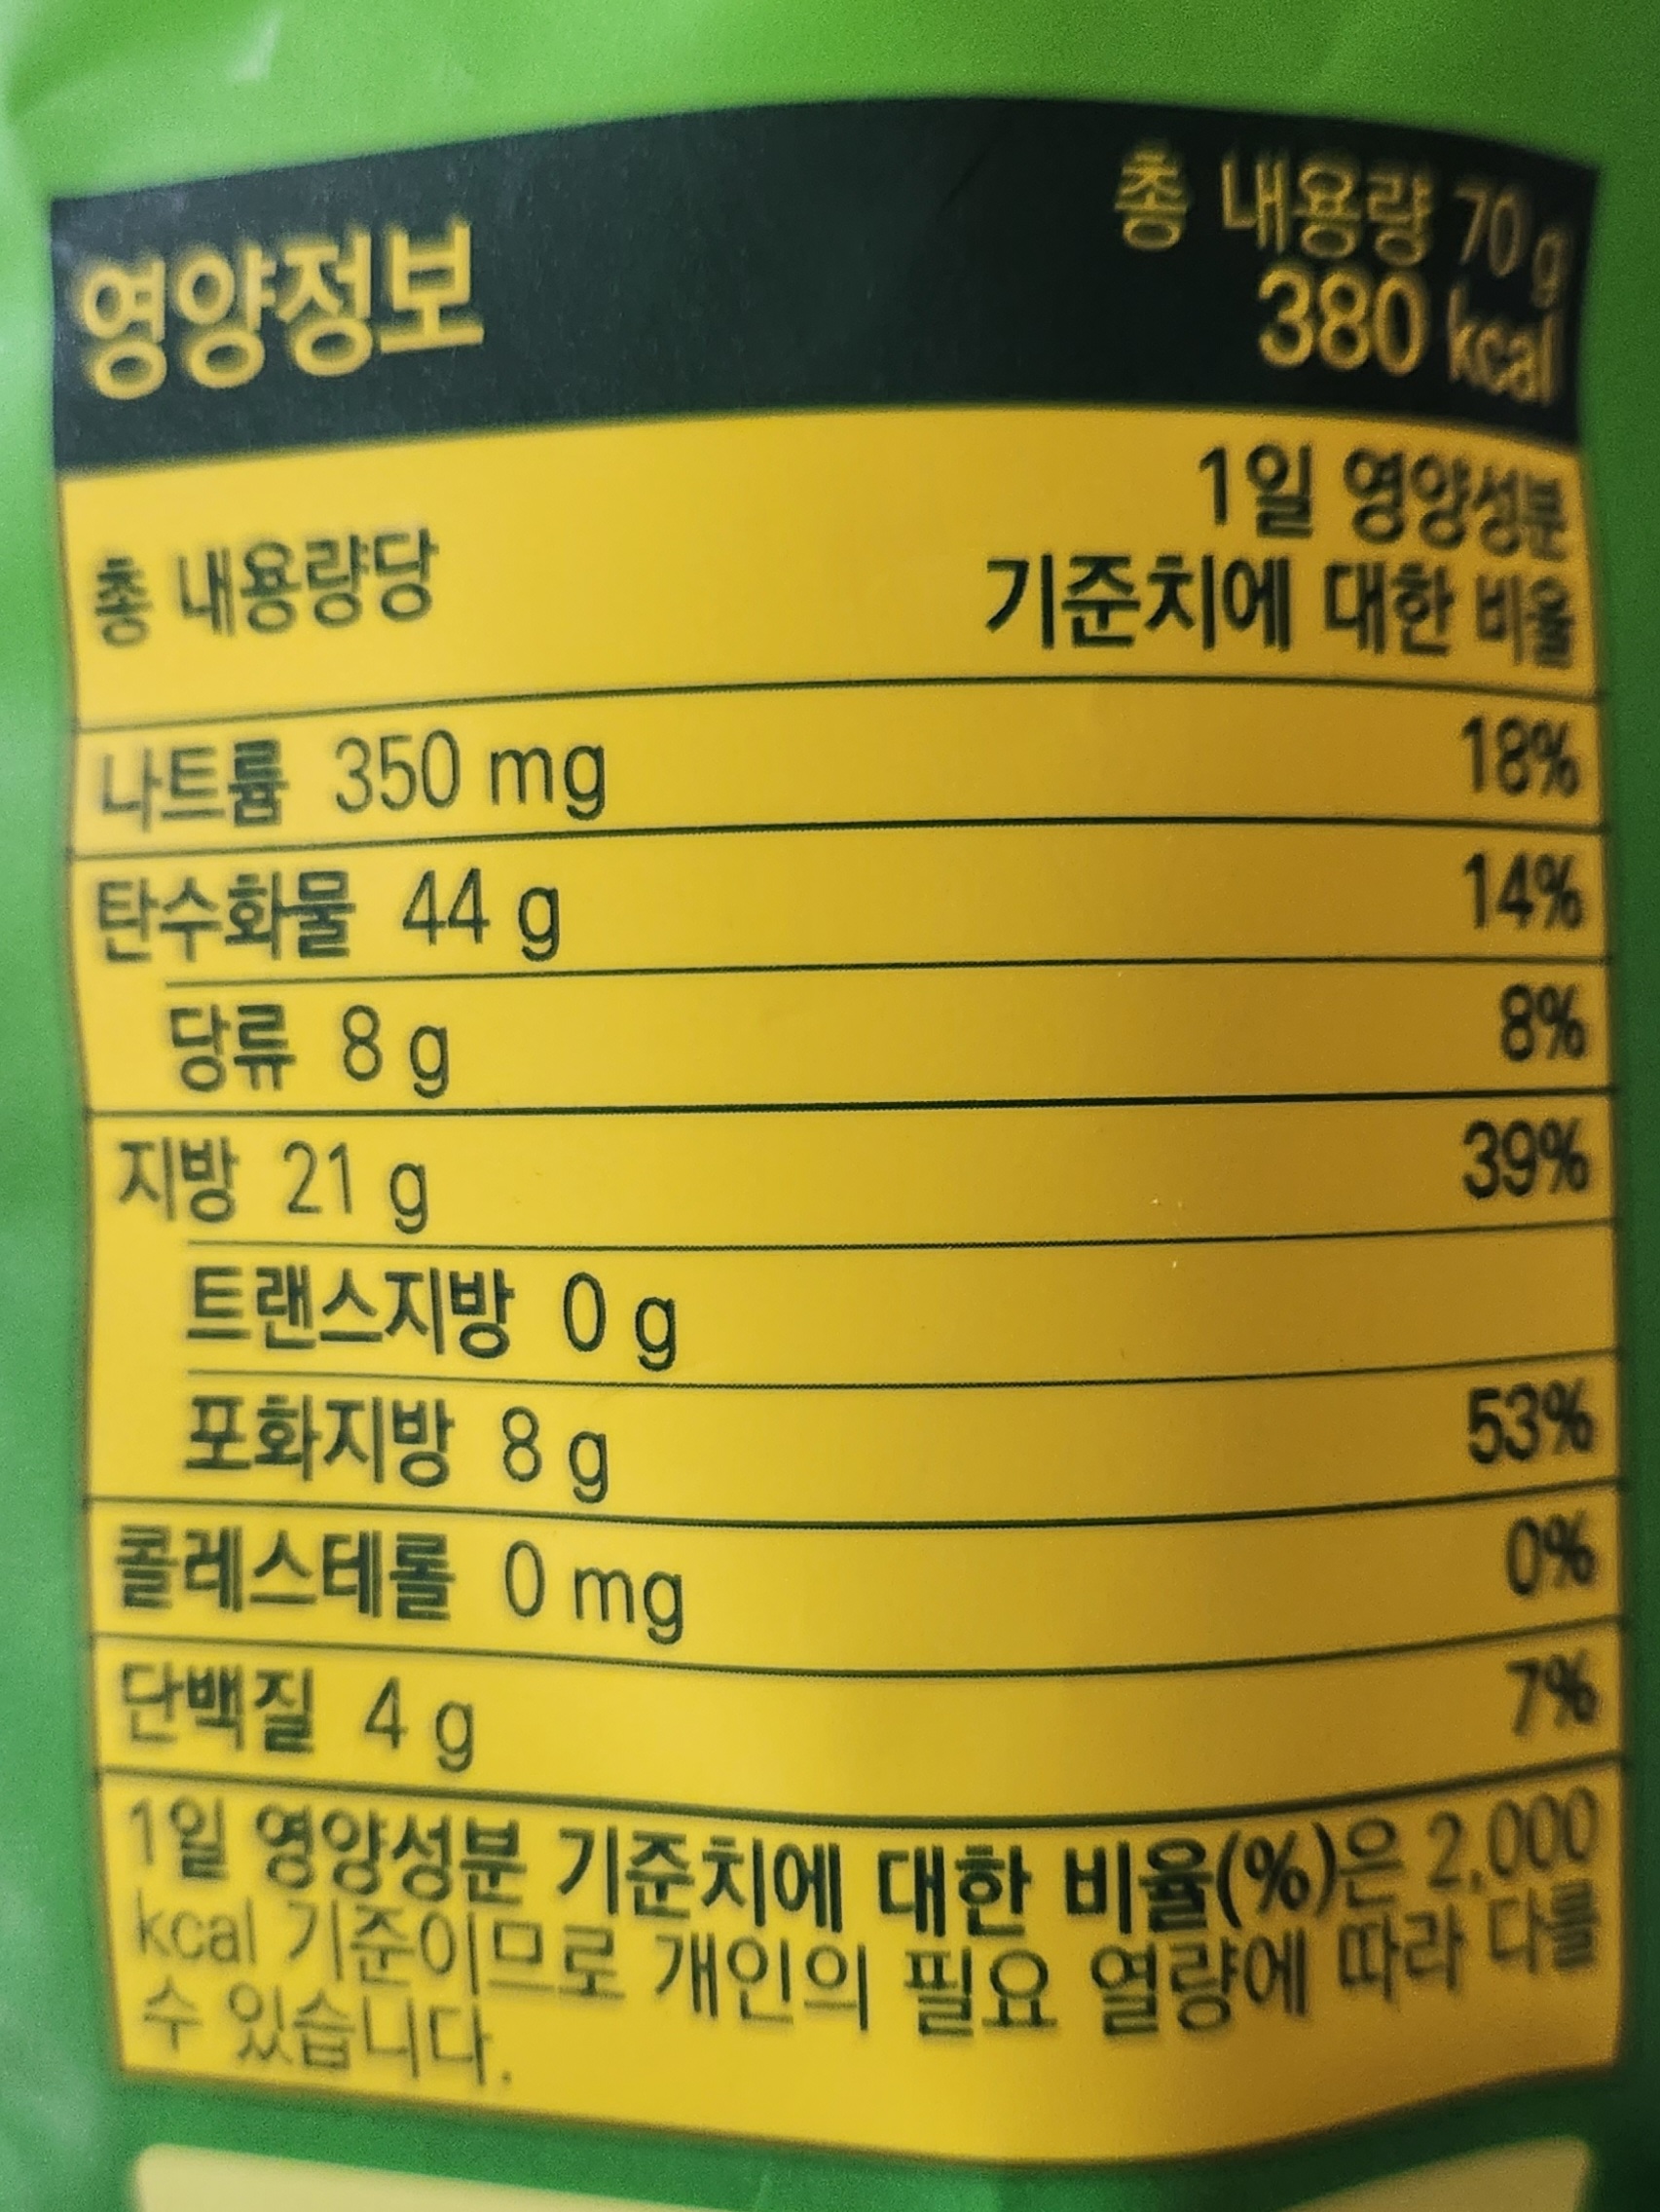 영양정보
총 내용량 70 g
380 kcal
총 내용량당
1일 영양성분
기준치에 대한 비율
나트륨 350 mg 18%
탄수화물 44 g 14%
당류 8 g 8%
지방 21 g 39%
트랜스지방 0 g
포화지방 8 g 53%
콜레스테롤 0 mg 0%
단백질 4 g 7%
1일 영양성분 기준치에 대한 비율(%)은 2,000
kcal 기준이므로 개인의 필요 열량에 따라 다를
수 있습니다.